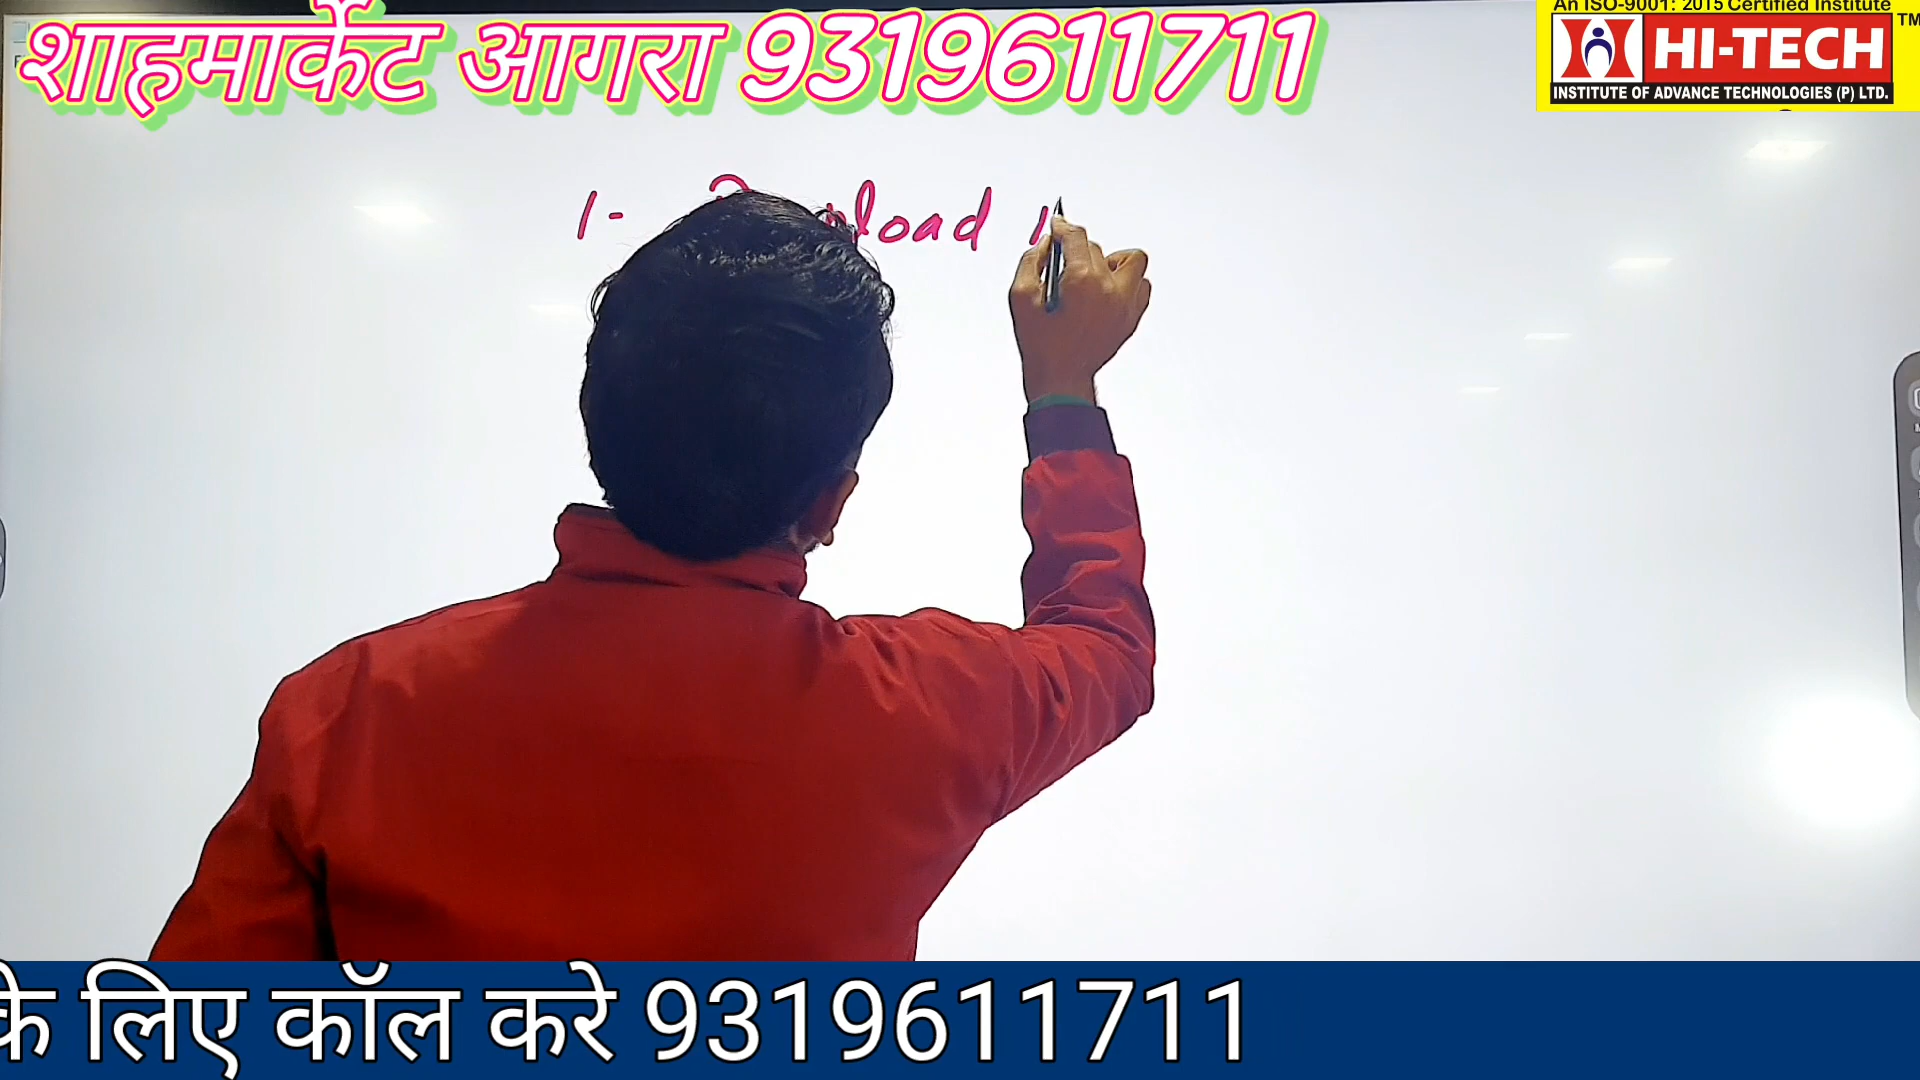 शाहमार्केट आगरा 9319611711
An ISO-9001: 2015 Certified Institute
TM
HI-TECH
INSTITUTE OF ADVANCE TECHNOLOGIES (P) LTD.
1-
के लिए कॉल करे 9319611711